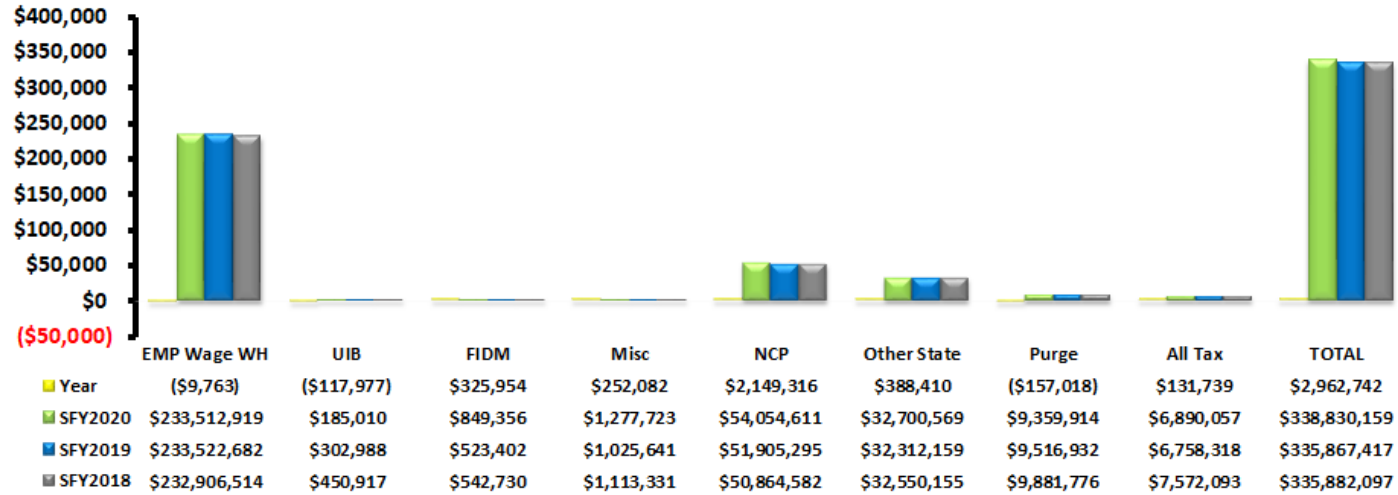 $400,000
$350,000
$300,000
$250,000
$200,000
$150,000
$100,000
$50,000
$0
($50,000)
EMP Wage WH UIB FIDM Misc NCP Other State Purge All Tax TOTAL
Year ($9,763) ($117,977) $325,954 $252,082 $2,149,316 $388,410 ($157,018) $131,739 $2,962,742
SFY2020 $233,512,919 $185,010 $849,356 $1,277,723 $54,054,611 $32,700,569 $9,359,914 $6,890,057 $338,830,159
SFY2019 $233,522,682 $302,988 $523,402 $1,025,641 $51,905,295 $32,312,159 $9,516,932 $6,758,318 $335,867,417
SFY2018 $232,906,514 $450,917 $542,730 $1,113,331 $50,864,582 $32,550,155 $9,881,776 $7,572,093 $335,882,097